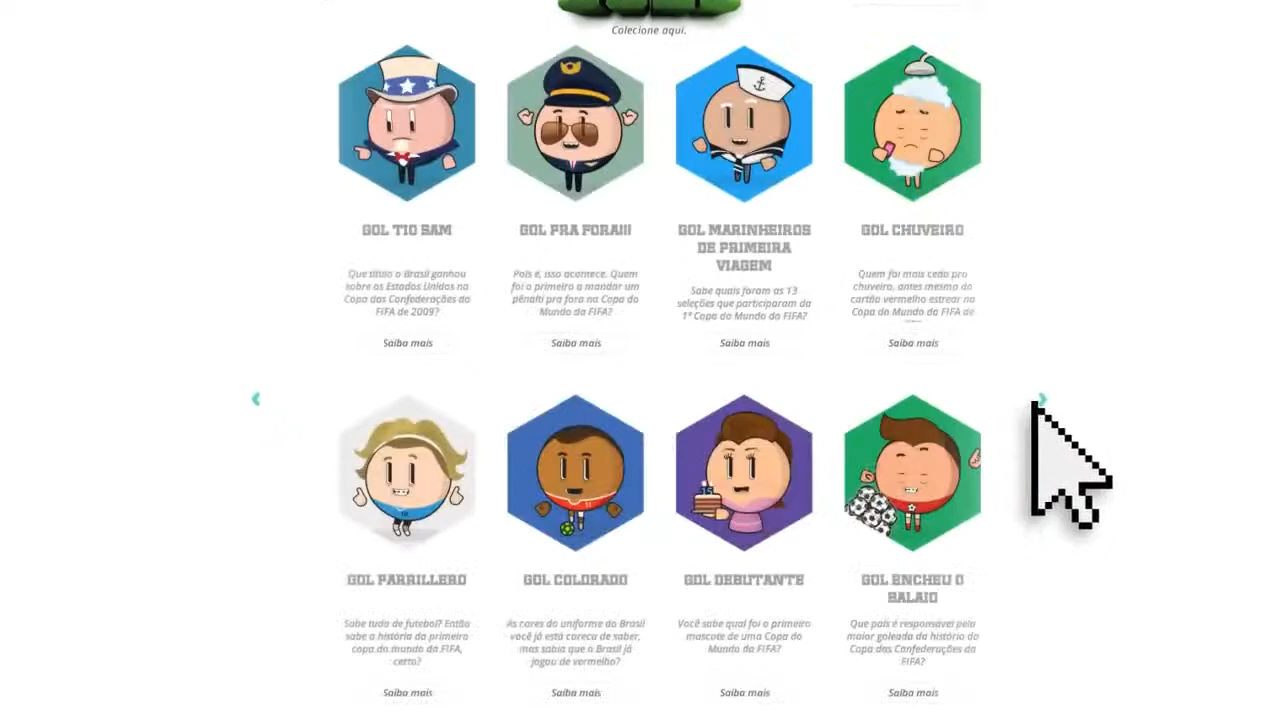 Colecione aqui.
GOL TIO SAM
Que título o Brasil ganhou
sobre os Estados Unidos na
Copa das Confederações da
FIFA de 2009?
Saiba mais
GOL PRA FORA!!!
Pois é, isso acontece. Quem
foi o primeiro a mandar um
pênalti pra fora na Copa do
Mundo da FIFA?
Saiba mais
GOL MARINHEIROS
DE PRIMEIRA
VIAGEM
Sabe quais foram as 13
seleções que participaram da
1ª Copa do Mundo da FIFA?
Saiba mais
GOL CHUVEIRO
Quem foi mais cedo pro
chuveiro, antes mesmo do
cartão vermelho estrear na
Copa do Mundo da FIFA de
Saiba mais
GOL PARRILLERO
Sabe tudo de futebol? Então
sabe a história da primeira
copa do mundo da FIFA,
certo?
Saiba mais
GOL COLORADO
As cores do uniforme do Brasil
você já está careca de saber,
mas sabia que o Brasil já
jogou de vermelho?
Saiba mais
GOL DEBUTANTE
Você sabe qual foi o primeiro
mascote de uma Copa do
Mundo da FIFA?
Saiba mais
GOL ENCHEU O
BALAIO
Que país é responsável pela
maior goleada da história da
Copa das Confederações da
FIFA?
Saiba mais